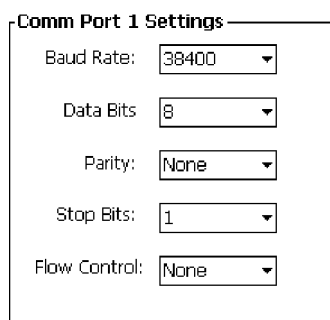 Comm Port 1 Settings
Baud Rate: 38400
Data Bits 8
Parity: None
Stop Bits: 1
Flow Control: None